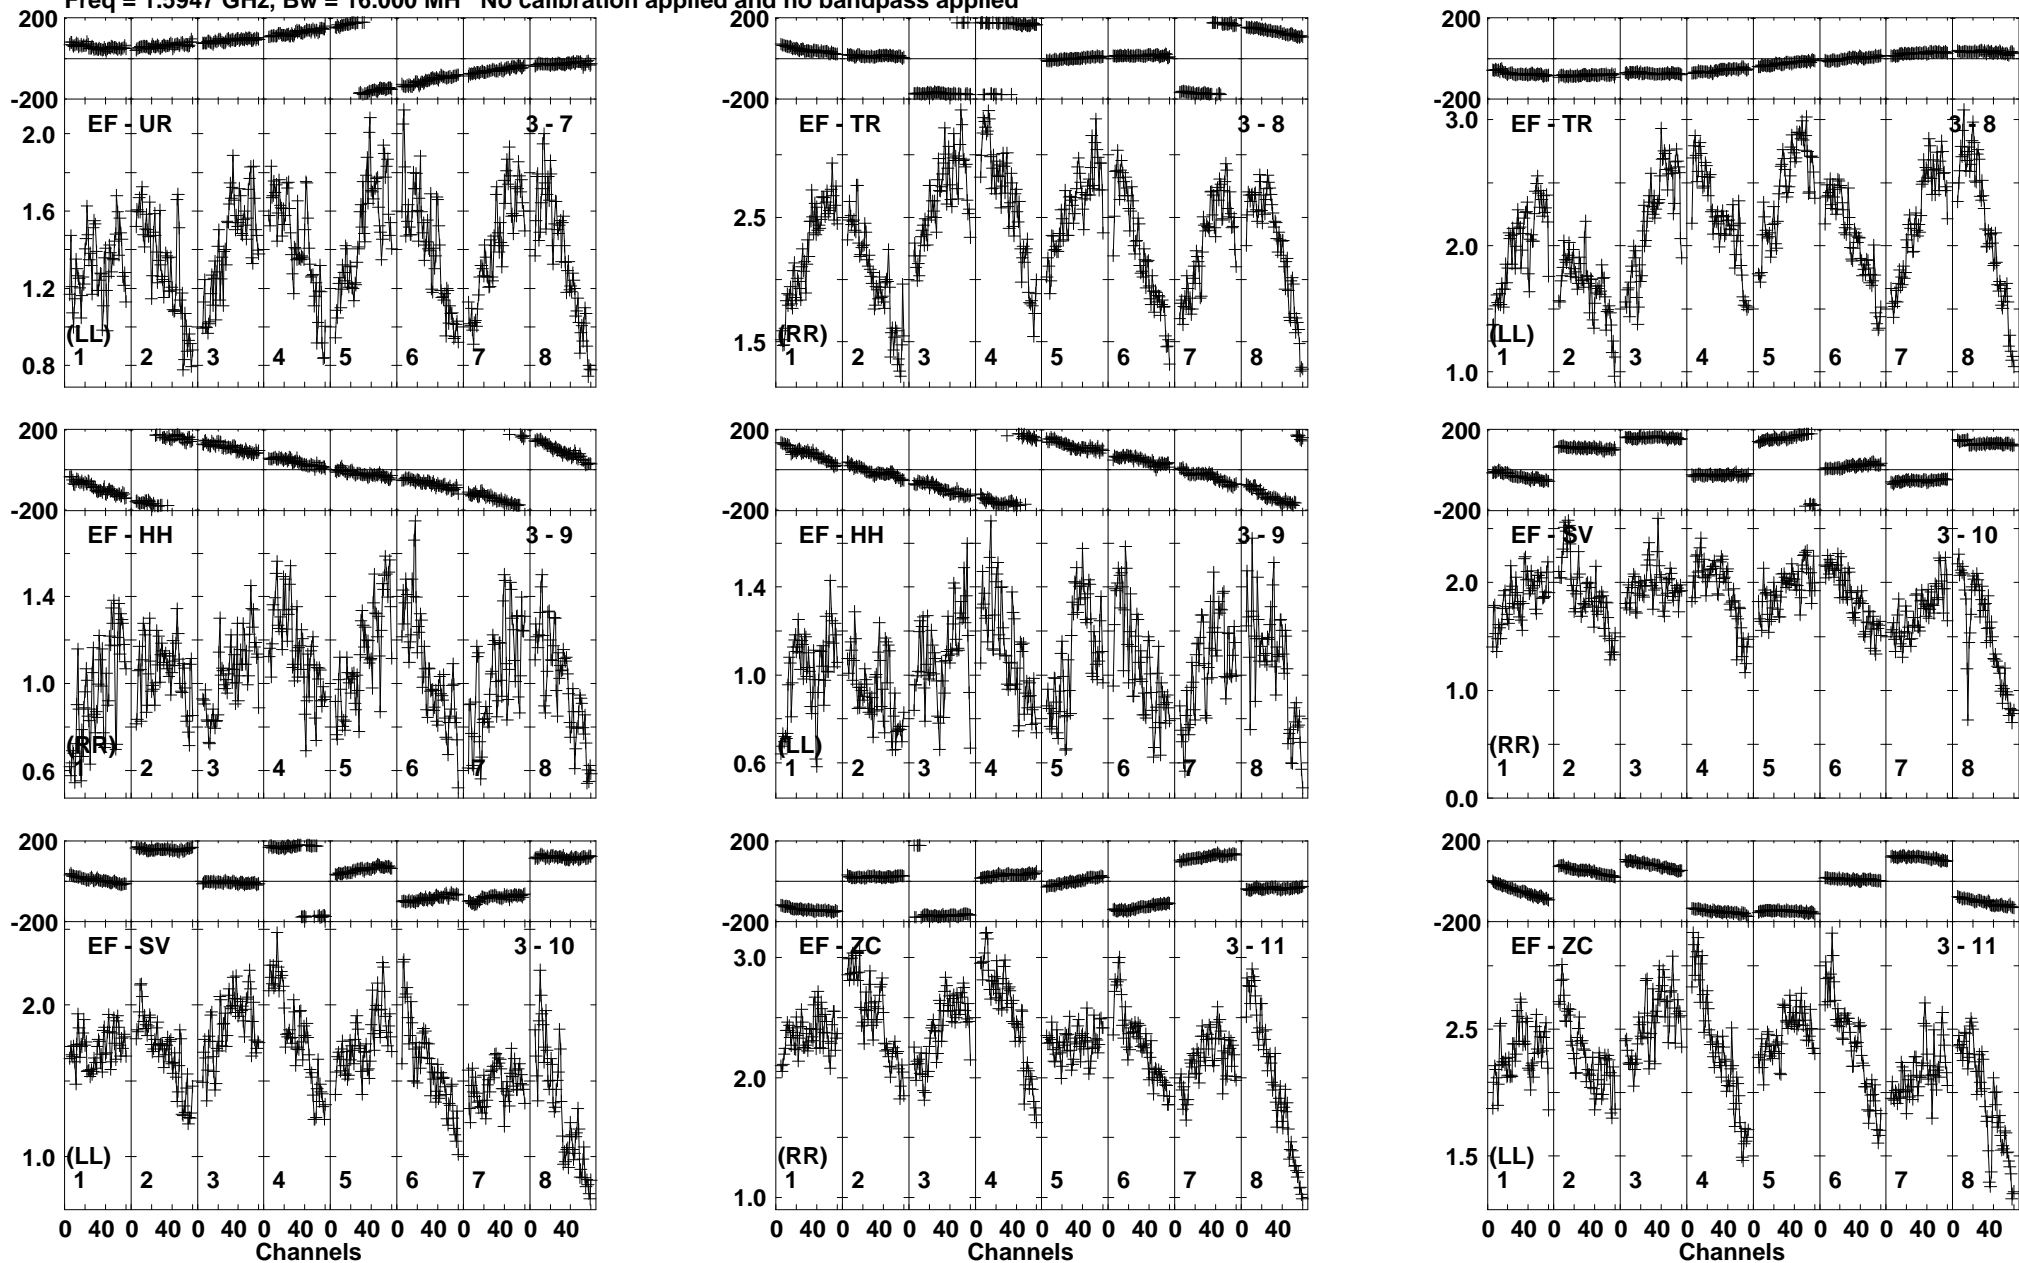 Freq = 1.5947 GHz, Bw = 16.000 MH   No calibration applied and no bandpass applied
200 200 200
-200 -200 -200
EF - UR 3 - 7 EF - TR 3 - 8 EF - TR 3 - 8
2.0 1.6 1.2 0.8
2.5 1.5
3.0 2.0 1.0
(LL) (RR) (LL)
1 2 3 4 5 6 7 8 1 2 3 4 5 6 7 8 1 2 3 4 5 6 7 8
200 200 200
-200 -200 -200
EF - HH 3 - 9 EF - HH 3 - 9 EF - SV 3 - 10
1.4 1.0 0.6
1.4 1.0 0.6
2.0 1.0 0.0
(RR) (LL) (RR)
1 2 3 4 5 6 7 8 1 2 3 4 5 6 7 8 1 2 3 4 5 6 7 8
200 200 200
-200 -200 -200
EF - SV 3 - 10 EF - ZC 3 - 11 EF - ZC 3 - 11
2.0 1.0
3.0 2.0 1.0
2.5 1.5
(LL) (RR) (LL)
1 2 3 4 5 6 7 8 1 2 3 4 5 6 7 8 1 2 3 4 5 6 7 8
0 40 0 40 0 40 0 40 0 40 0 40 0 40 0 40 0 40 0 40 0 40 0 40 0 40 0 40 0 40 0 40 0 40 0 40 0 40 0 40 0 40 0 40 0 40 0 40
Channels Channels Channels